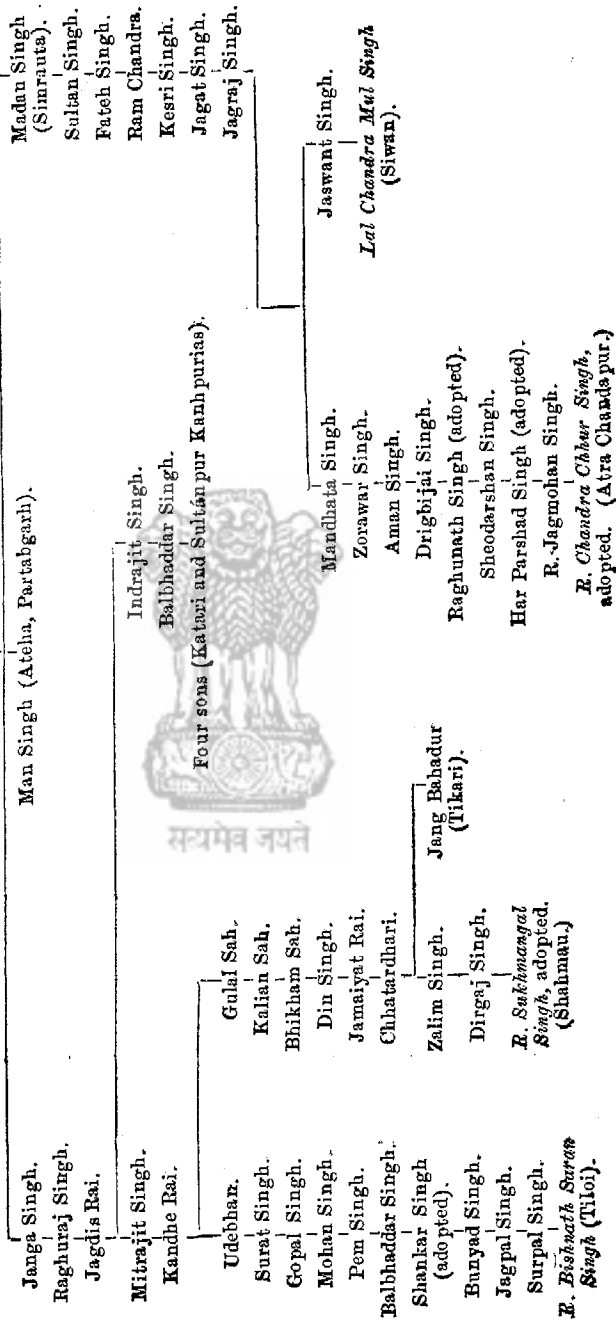 Janga Singh.
Raghuraj Singh.
Jagdis Rai.
Man Singh (Ateha, Partabgarh).
Madan Singh
(Simrauta).
Sultan Singh.
Fateh Singh.
Ram Chandra.
Kesri Singh.
Jagat Singh.
Jagraj Singh.
Mitrajit Singh.
Kandhe Rai.
Indrajit Singh.
Balbhaddar Singh.
Four sons (Katari and Sultánpur Kanhpurias).
Udebhan.
Surat Singh.
Gopal Singh.
Mohan Singh.
Pem Singh.
Balbhaddar Singh.
Shankar Singh
(adopted).
Bunyad Singh.
Jagpal Singh.
Surpal Singh.
R. Bishnath Saran
Singh (Tiloi).
Gulal Sah.
Kalian Sah.
Bhikham Sah.
Din Singh.
Jamaiyat Rai.
Chhatardhari.
Zalim Singh.
Dirgaj Singh.
R. Sukhmangal
Singh, adopted.
(Shahmau.)
Jang Bahadur
(Tikari).
Mandhata Singh.
Zorawar Singh.
Aman Singh.
Drigbijai Singh.
Raghunath Singh (adopted).
Sheodarshan Singh.
Har Parshad Singh (adopted).
R. Jagmohan Singh.
R. Chandra Chhur Singh,
adopted. (Atra Chandapur.)
Jaswant Singh.
Lal Chandra Mul Singh
(Siwan).
सत्यमेव जयते